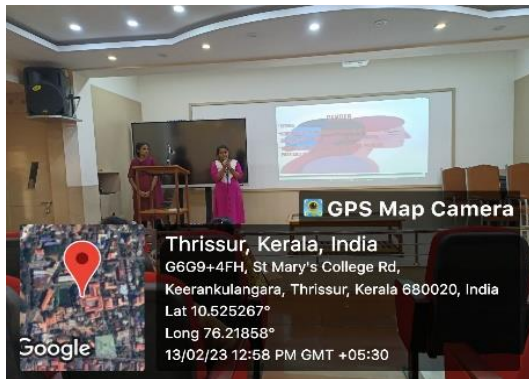 GENDER
GPS Map Camera
Thrissur, Kerala, India
G6G9+4FH, St Mary's College Rd,
Keerankulangara, Thrissur, Kerala 680020, India
Lat 10.525267°
Long 76.21858°
13/02/23 12:58 PM GMT +05:30
Google